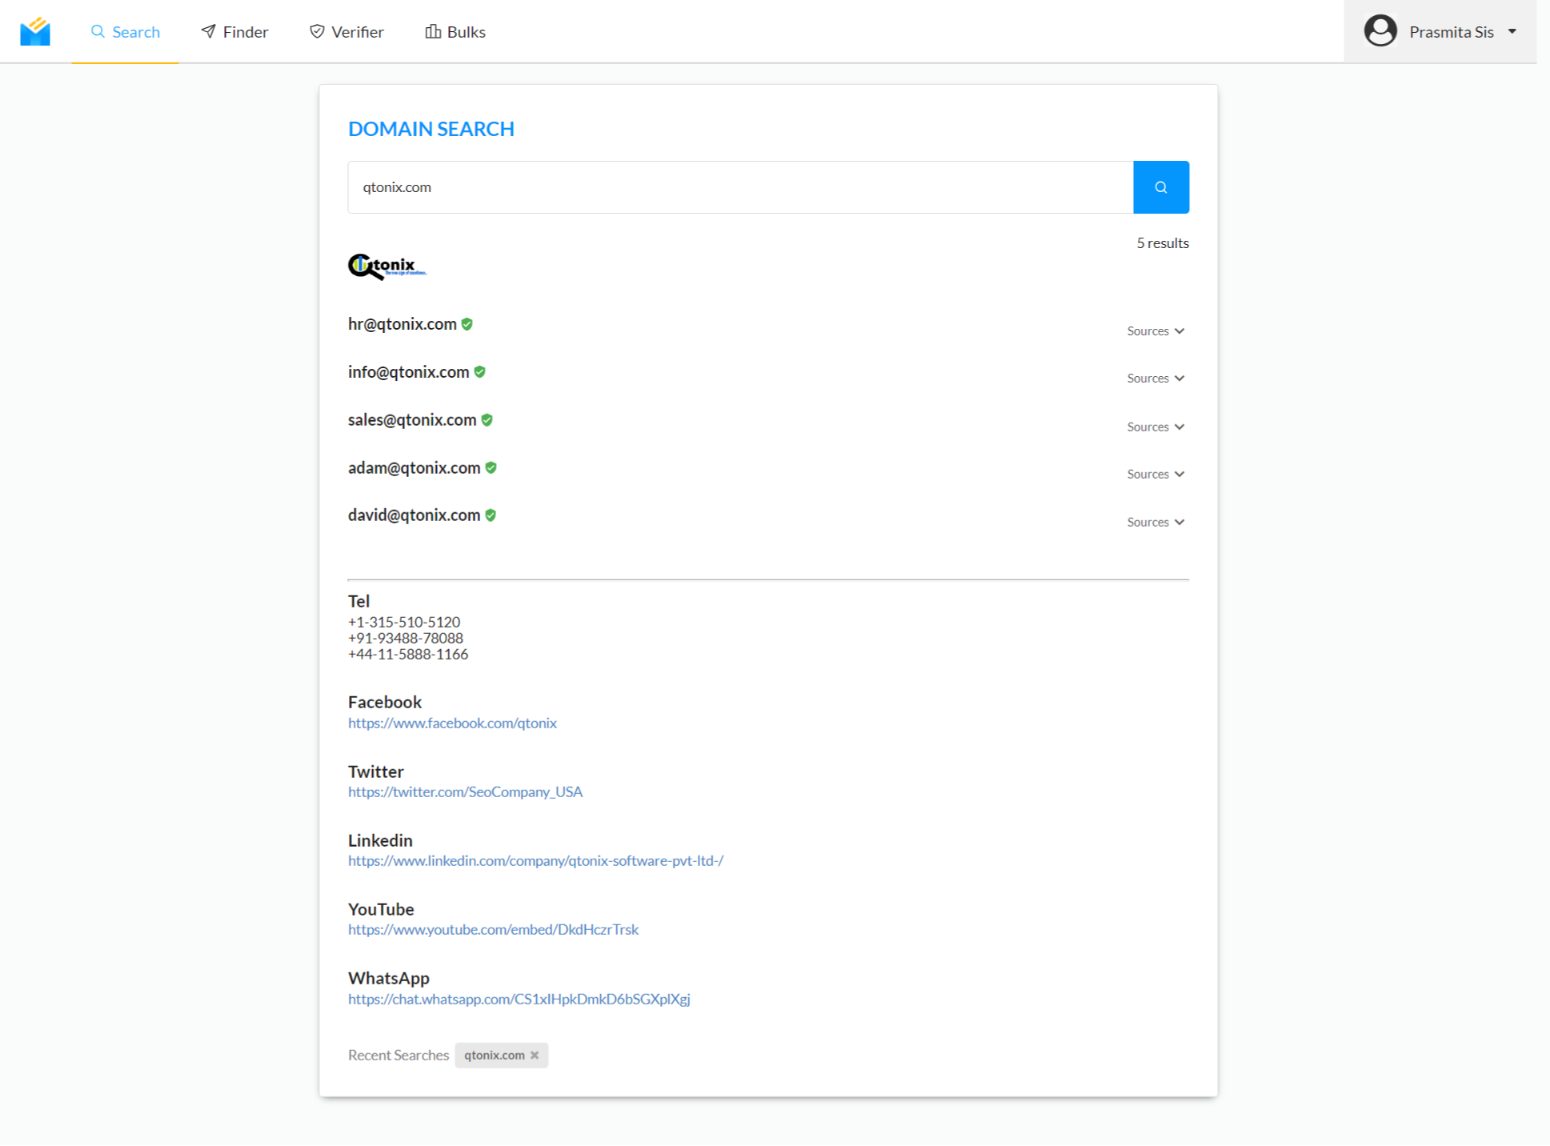 Search
Finder
Verifier
Bulks
Prasmita Sis
DOMAIN SEARCH
qtonix.com
5 results
Qtonix
hr@qtonix.com
Sources
info@qtonix.com
Sources
sales@qtonix.com
Sources
adam@qtonix.com
Sources
david@qtonix.com
Sources
Tel
+1-315-510-5120
+91-93488-78088
+44-11-5888-1166
Facebook
https://www.facebook.com/qtonix
Twitter
https://twitter.com/SeoCompany_USA
Linkedin
https://www.linkedin.com/company/qtonix-software-pvt-ltd-/
YouTube
https://www.youtube.com/embed/DkdHczrTrsk
WhatsApp
https://chat.whatsapp.com/CS1xIHpkDmkD6bSGXplXgj
Recent Searches qtonix.com